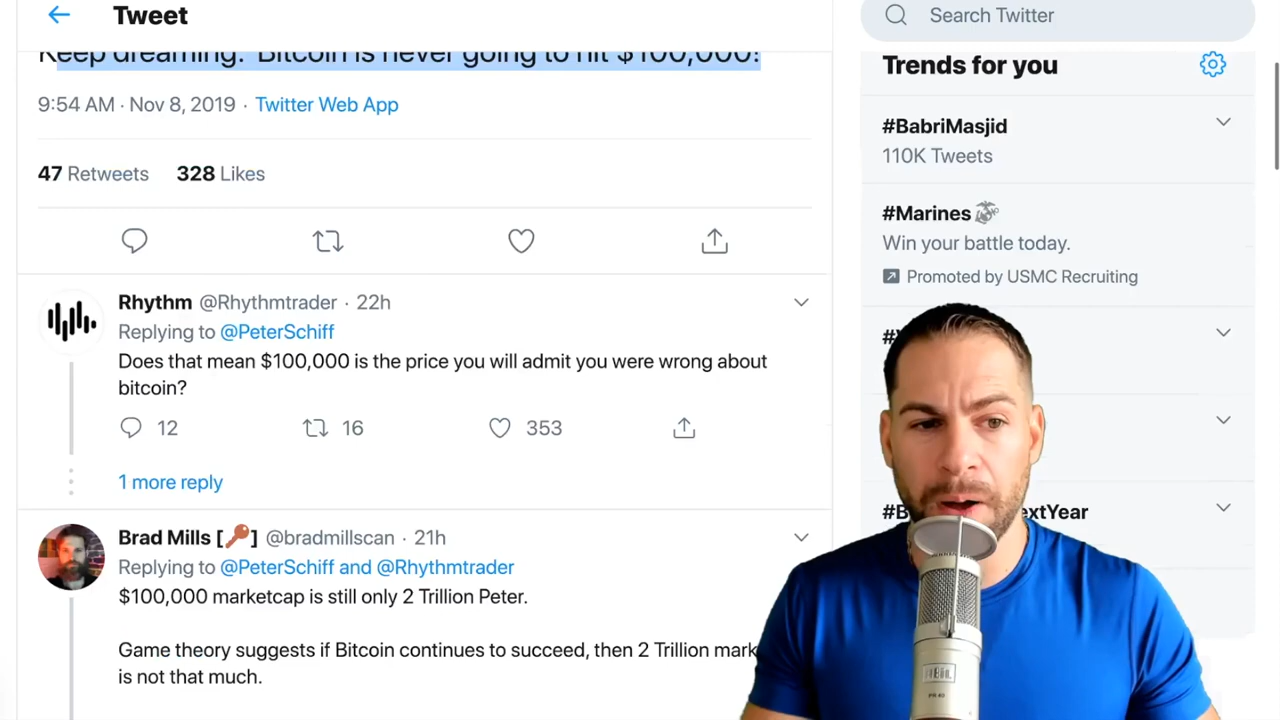 Tweet
Search Twitter
Keep dreaming. Bitcoin is never going to hit $100,000!
9:54 AM · Nov 8, 2019 · Twitter Web App
47 Retweets 328 Likes
Rhythm @Rhythmtrader · 22h
Replying to @PeterSchiff
Does that mean $100,000 is the price you will admit you were wrong about
bitcoin?
12 16 353
1 more reply
Brad Mills [🔑] @bradmillscan · 21h
Replying to @PeterSchiff and @Rhythmtrader
$100,000 marketcap is still only 2 Trillion Peter.
Game theory suggests if Bitcoin continues to succeed, then 2 Trillion mark
is not that much.
Trends for you
#BabriMasjid
110K Tweets
#Marines
Win your battle today.
Promoted by USMC Recruiting
#
#B extYear
PR 40